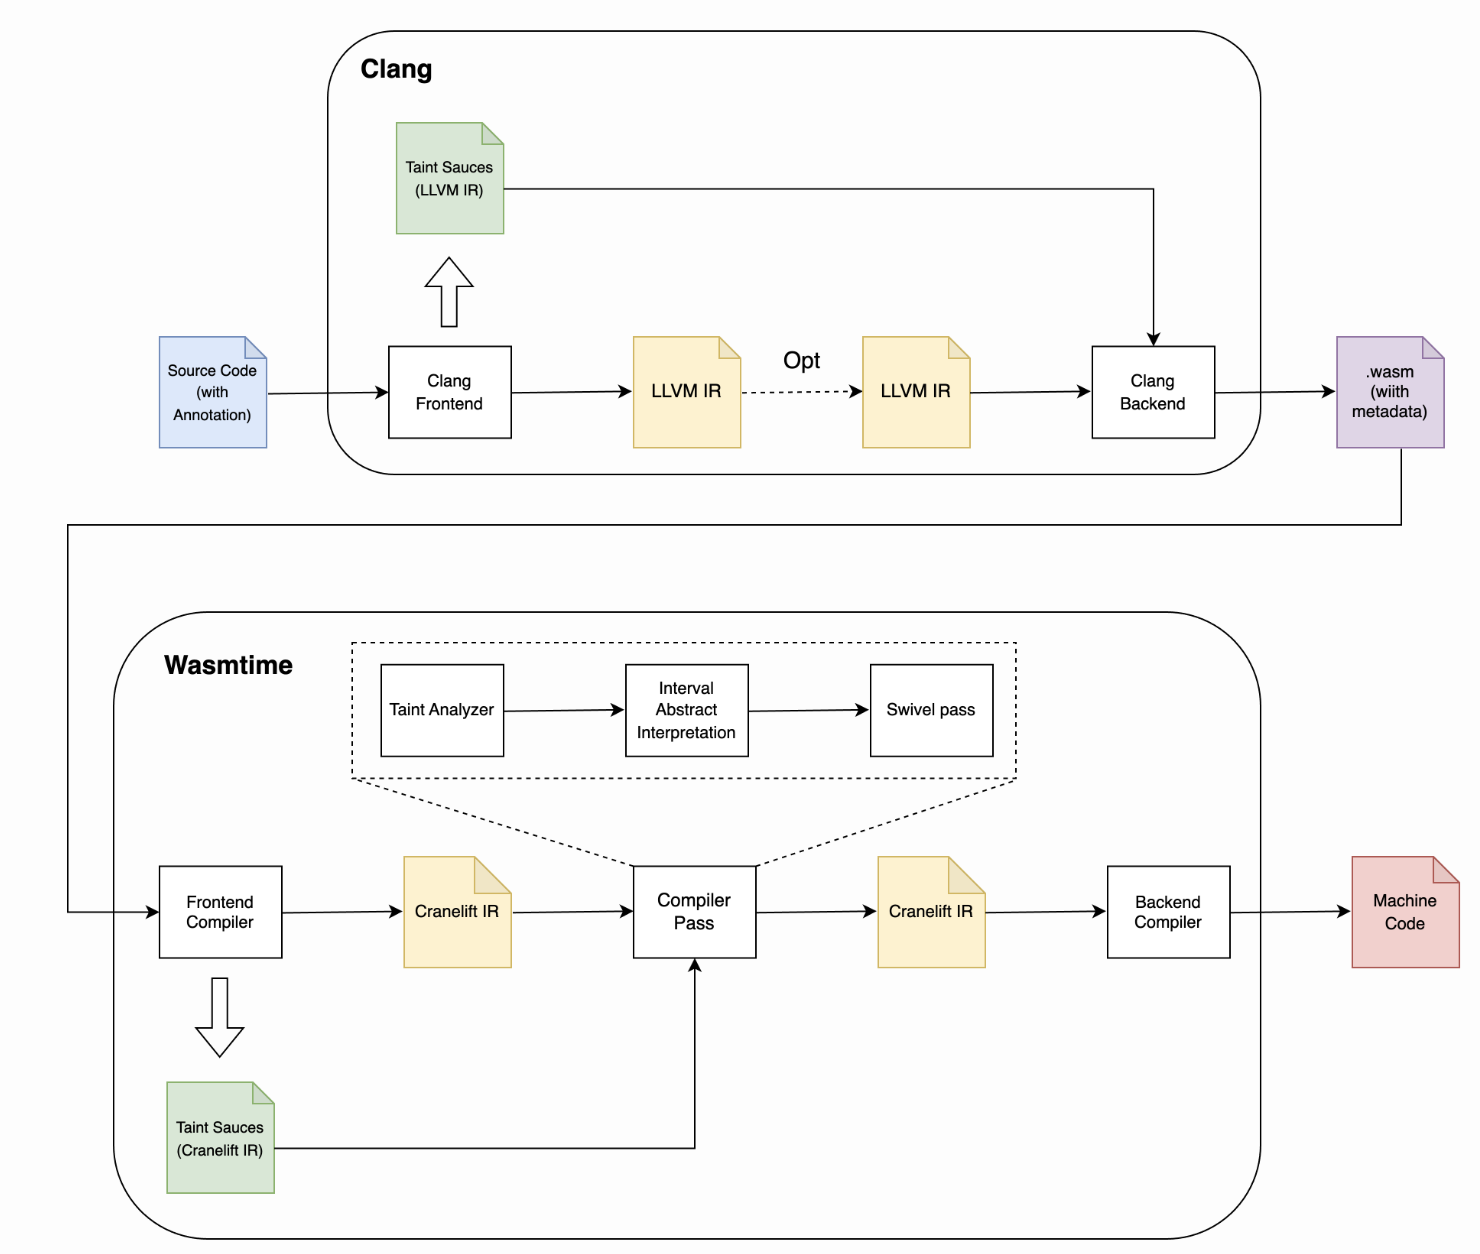 Clang
Taint Sauces
(LLVM IR)
Source Code
(with
Annotation)
Clang
Frontend
LLVM IR
Opt
LLVM IR
Clang
Backend
.wasm
(wiith
metadata)
Wasmtime
Taint Analyzer
Interval
Abstract
Interpretation
Swivel pass
Frontend
Compiler
Cranelift IR
Compiler
Pass
Cranelift IR
Backend
Compiler
Machine
Code
Taint Sauces
(Cranelift IR)